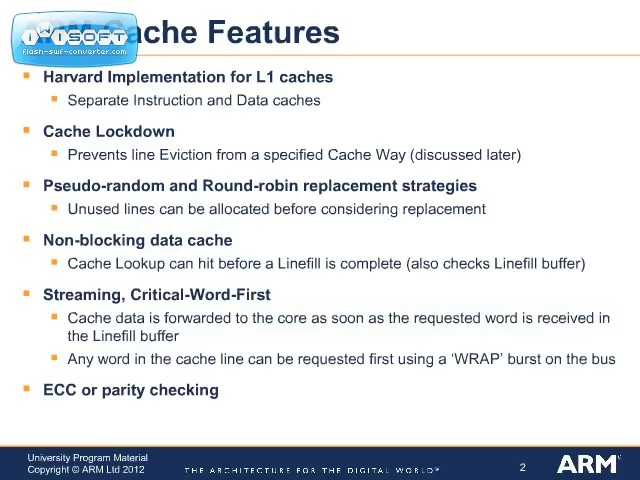 iWiSOFT
flash-swf-converter.com
Cache Features
Harvard Implementation for L1 caches
Separate Instruction and Data caches
Cache Lockdown
Prevents line Eviction from a specified Cache Way (discussed later)
Pseudo-random and Round-robin replacement strategies
Unused lines can be allocated before considering replacement
Non-blocking data cache
Cache Lookup can hit before a Linefill is complete (also checks Linefill buffer)
Streaming, Critical-Word-First
Cache data is forwarded to the core as soon as the requested word is received in
the Linefill buffer
Any word in the cache line can be requested first using a ‘WRAP’ burst on the bus
ECC or parity checking
University Program Material
Copyright © ARM Ltd 2012
THE ARCHITECTURE FOR THE DIGITAL WORLD®
2
ARM